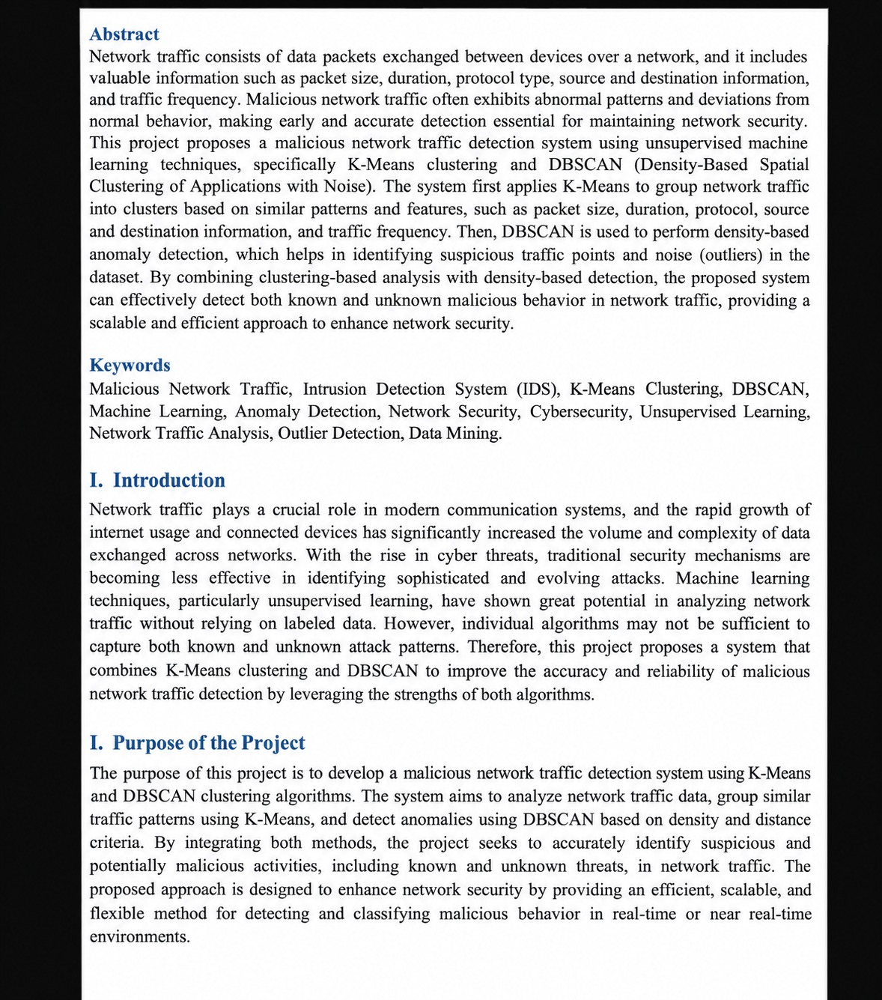 Abstract
Network traffic consists of data packets exchanged between devices over a network, and it includes
valuable information such as packet size, duration, protocol type, source and destination information,
and traffic frequency. Malicious network traffic often exhibits abnormal patterns and deviations from
normal behavior, making early and accurate detection essential for maintaining network security.
This project proposes a malicious network traffic detection system using unsupervised machine
learning techniques, specifically K-Means clustering and DBSCAN (Density-Based Spatial
Clustering of Applications with Noise). The system first applies K-Means to group network traffic
into clusters based on similar patterns and features, such as packet size, duration, protocol, source
and destination information, and traffic frequency. Then, DBSCAN is used to perform density-based
anomaly detection, which helps in identifying suspicious traffic points and noise (outliers) in the
dataset. By combining clustering-based analysis with density-based detection, the proposed system
can effectively detect both known and unknown malicious behavior in network traffic, providing a
scalable and efficient approach to enhance network security.
Keywords
Malicious Network Traffic, Intrusion Detection System (IDS), K-Means Clustering, DBSCAN,
Machine Learning, Anomaly Detection, Network Security, Cybersecurity, Unsupervised Learning,
Network Traffic Analysis, Outlier Detection, Data Mining.
I. Introduction
Network traffic plays a crucial role in modern communication systems, and the rapid growth of
internet usage and connected devices has significantly increased the volume and complexity of data
exchanged across networks. With the rise in cyber threats, traditional security mechanisms are
becoming less effective in identifying sophisticated and evolving attacks. Machine learning
techniques, particularly unsupervised learning, have shown great potential in analyzing network
traffic without relying on labeled data. However, individual algorithms may not be sufficient to
capture both known and unknown attack patterns. Therefore, this project proposes a system that
combines K-Means clustering and DBSCAN to improve the accuracy and reliability of malicious
network traffic detection by leveraging the strengths of both algorithms.
I. Purpose of the Project
The purpose of this project is to develop a malicious network traffic detection system using K-Means
and DBSCAN clustering algorithms. The system aims to analyze network traffic data, group similar
traffic patterns using K-Means, and detect anomalies using DBSCAN based on density and distance
criteria. By integrating both methods, the project seeks to accurately identify suspicious and
potentially malicious activities, including known and unknown threats, in network traffic. The
proposed approach is designed to enhance network security by providing an efficient, scalable, and
flexible method for detecting and classifying malicious behavior in real-time or near real-time
environments.